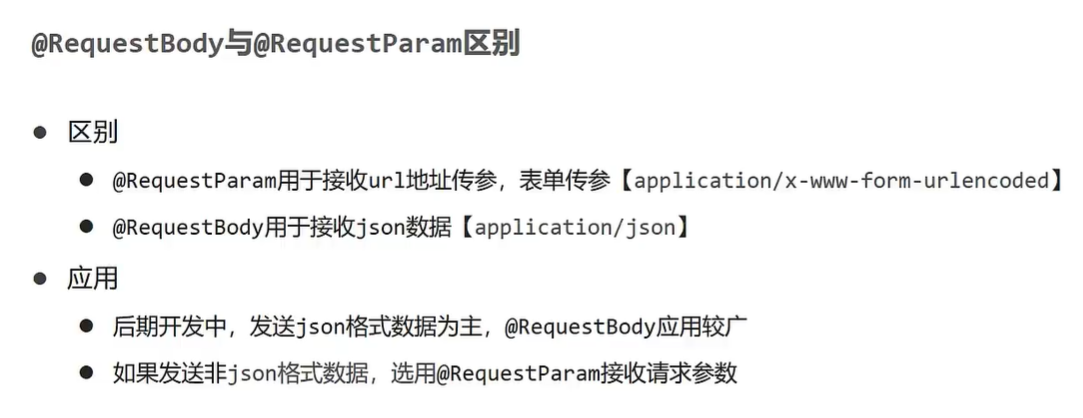 @RequestBody与@RequestParam区别
● 区别
● @RequestParam用于接收url地址传参，表单传参【application/x-www-form-urlencoded】
● @RequestBody用于接收json数据【application/json】
● 应用
● 后期开发中，发送json格式数据为主，@RequestBody应用较广
● 如果发送非json格式数据，选用@RequestParam接收请求参数